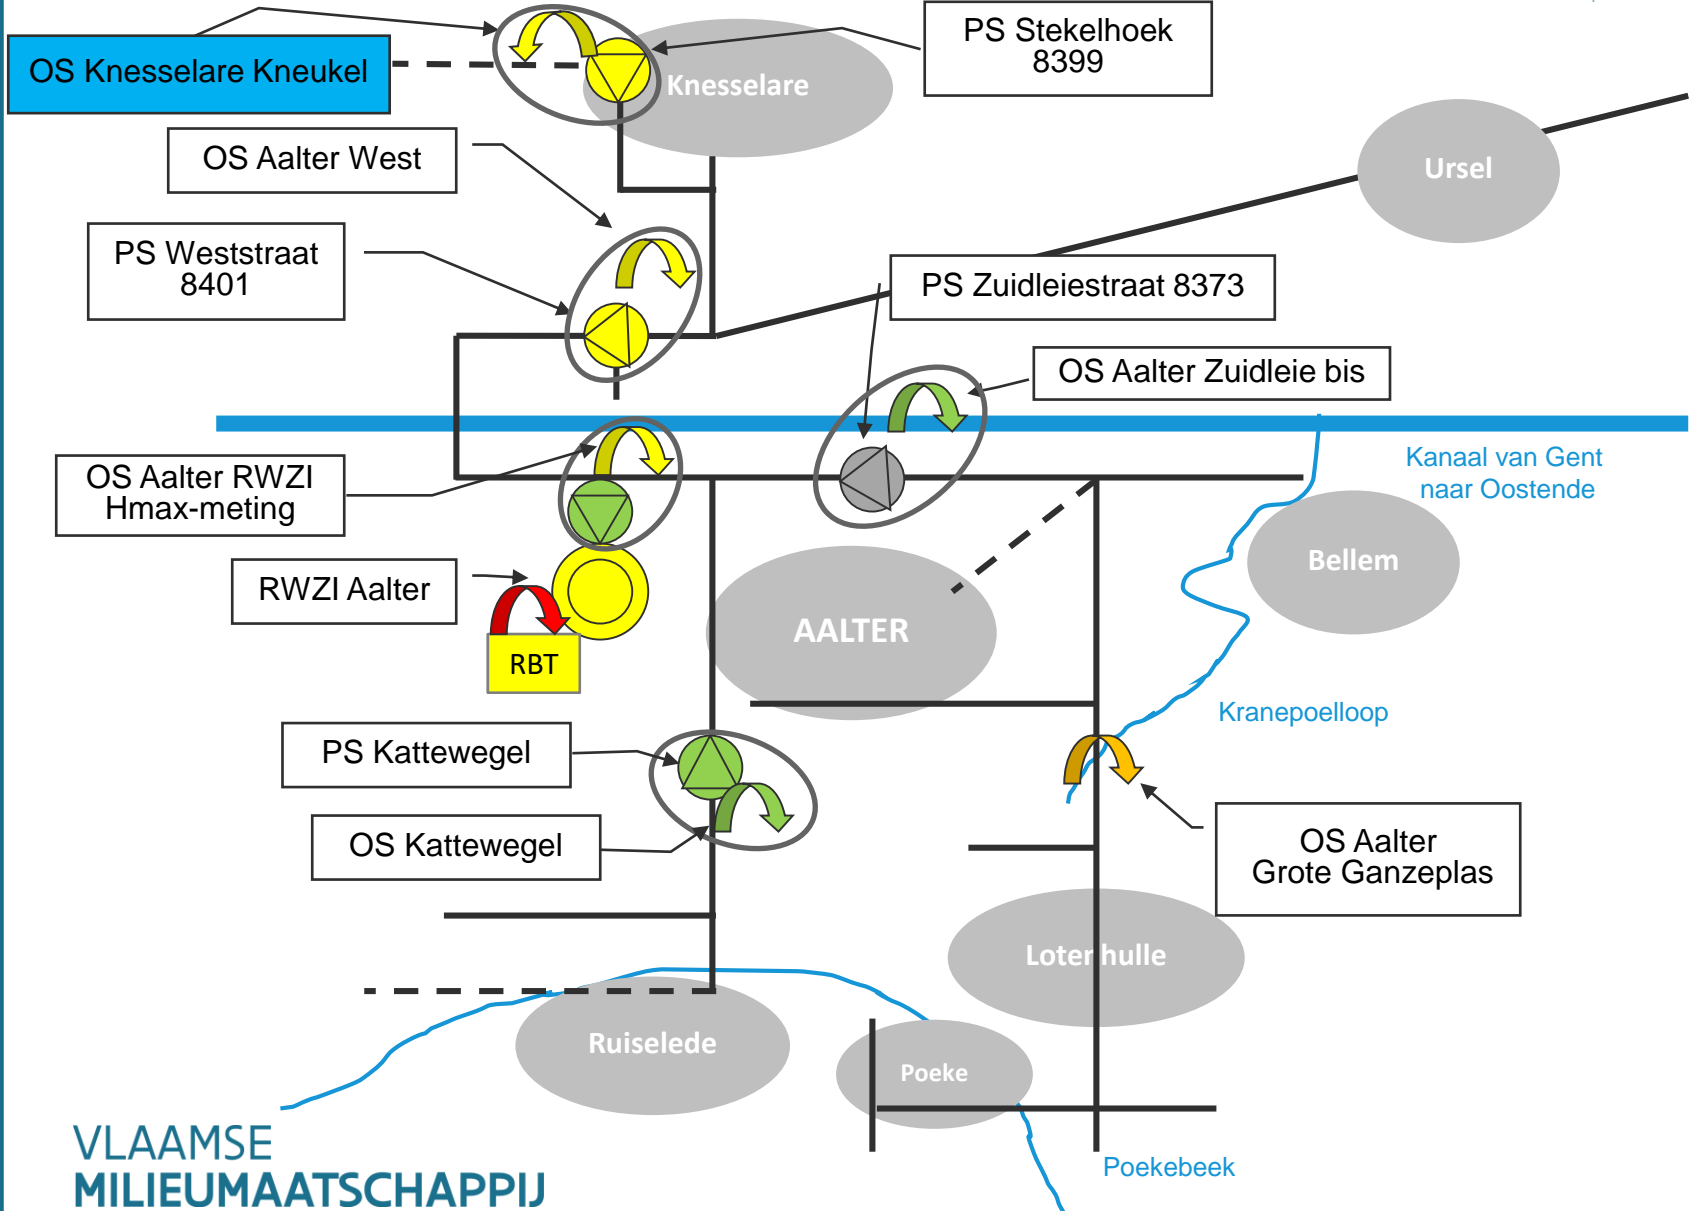 PS Stekelhoek
8399
OS Knesselare Kneukel
Knesselare
OS Aalter West
Ursel
PS Weststraat
8401
PS Zuidleiestraat 8373
OS Aalter Zuidleie bis
Kanaal van Gent
naar Oostende
OS Aalter RWZI
Hmax-meting
Bellem
RWZI Aalter
AALTER
RBT
Kranepoelloop
PS Kattewegel
OS Kattewegel
OS Aalter
Grote Ganzeplas
Lotenhulle
Ruiselede
Poeke
Poekebeek
VLAAMSE
MILIEUMAATSCHAPPIJ